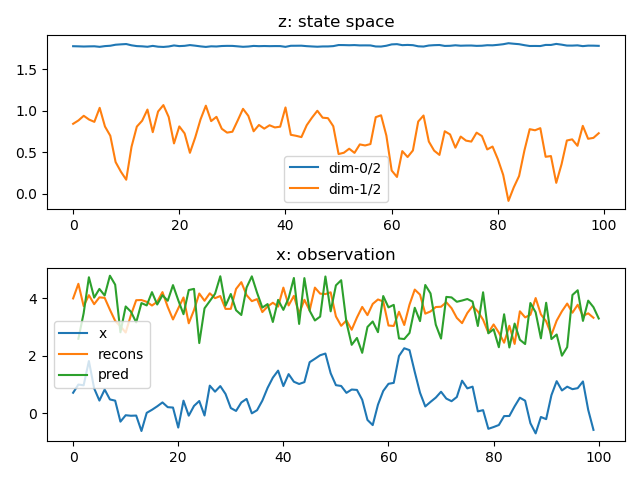 z: state space
1.5
1.0
0.5
0.0
dim-0/2
dim-1/2
0 20 40 60 80 100
x: observation
4
2
0
x
recons
pred
0 20 40 60 80 100